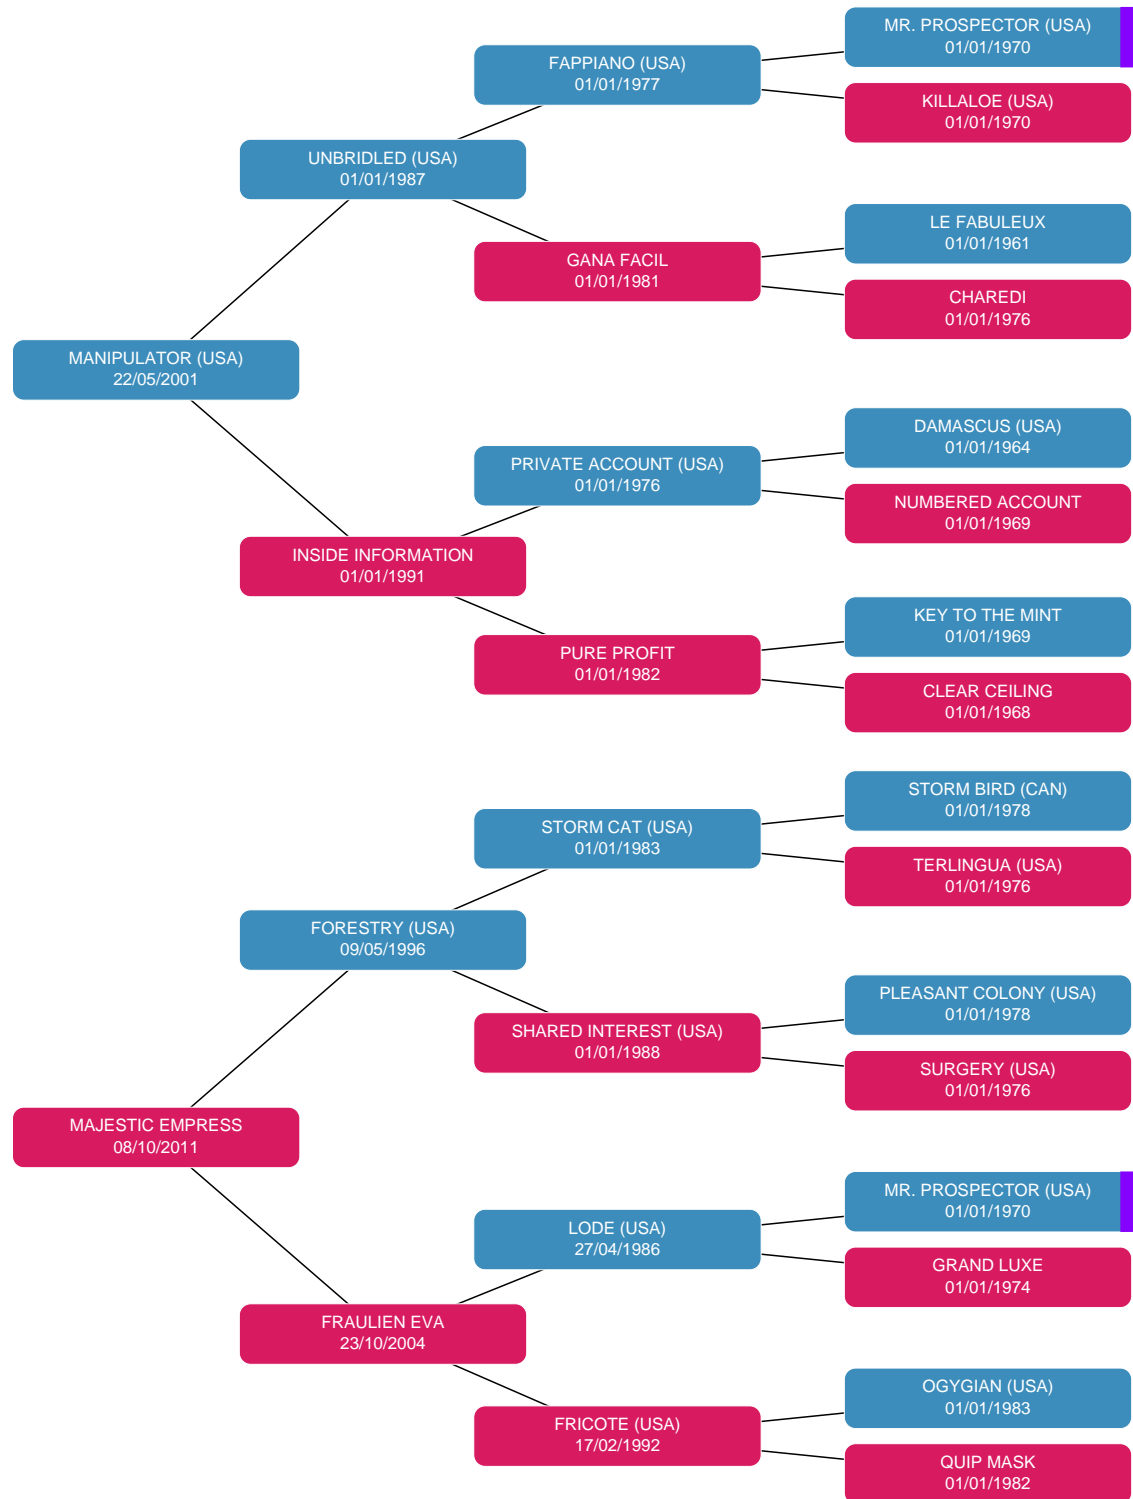 MR. PROSPECTOR (USA)
01/01/1970
FAPPIANO (USA)
01/01/1977
KILLALOE (USA)
01/01/1970
UNBRIDLED (USA)
01/01/1987
LE FABULEUX
01/01/1961
GANA FACIL
01/01/1981
CHAREDI
01/01/1976
MANIPULATOR (USA)
22/05/2001
DAMASCUS (USA)
01/01/1964
PRIVATE ACCOUNT (USA)
01/01/1976
NUMBERED ACCOUNT
01/01/1969
INSIDE INFORMATION
01/01/1991
KEY TO THE MINT
01/01/1969
PURE PROFIT
01/01/1982
CLEAR CEILING
01/01/1968
STORM BIRD (CAN)
01/01/1978
STORM CAT (USA)
01/01/1983
TERLINGUA (USA)
01/01/1976
FORESTRY (USA)
09/05/1996
PLEASANT COLONY (USA)
01/01/1978
SHARED INTEREST (USA)
01/01/1988
SURGERY (USA)
01/01/1976
MAJESTIC EMPRESS
08/10/2011
MR. PROSPECTOR (USA)
01/01/1970
LODE (USA)
27/04/1986
GRAND LUXE
01/01/1974
FRAULIEN EVA
23/10/2004
OGYGIAN (USA)
01/01/1983
FRICOTE (USA)
17/02/1992
QUIP MASK
01/01/1982